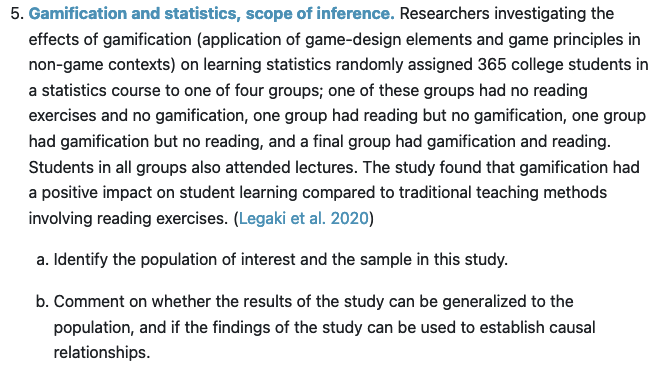 5. Gamification and statistics, scope of inference. Researchers investigating the
effects of gamification (application of game-design elements and game principles in
non-game contexts) on learning statistics randomly assigned 365 college students in
a statistics course to one of four groups; one of these groups had no reading
exercises and no gamification, one group had reading but no gamification, one group
had gamification but no reading, and a final group had gamification and reading.
Students in all groups also attended lectures. The study found that gamification had
a positive impact on student learning compared to traditional teaching methods
involving reading exercises. (Legaki et al. 2020)
a. Identify the population of interest and the sample in this study.
b. Comment on whether the results of the study can be generalized to the
population, and if the findings of the study can be used to establish causal
relationships.